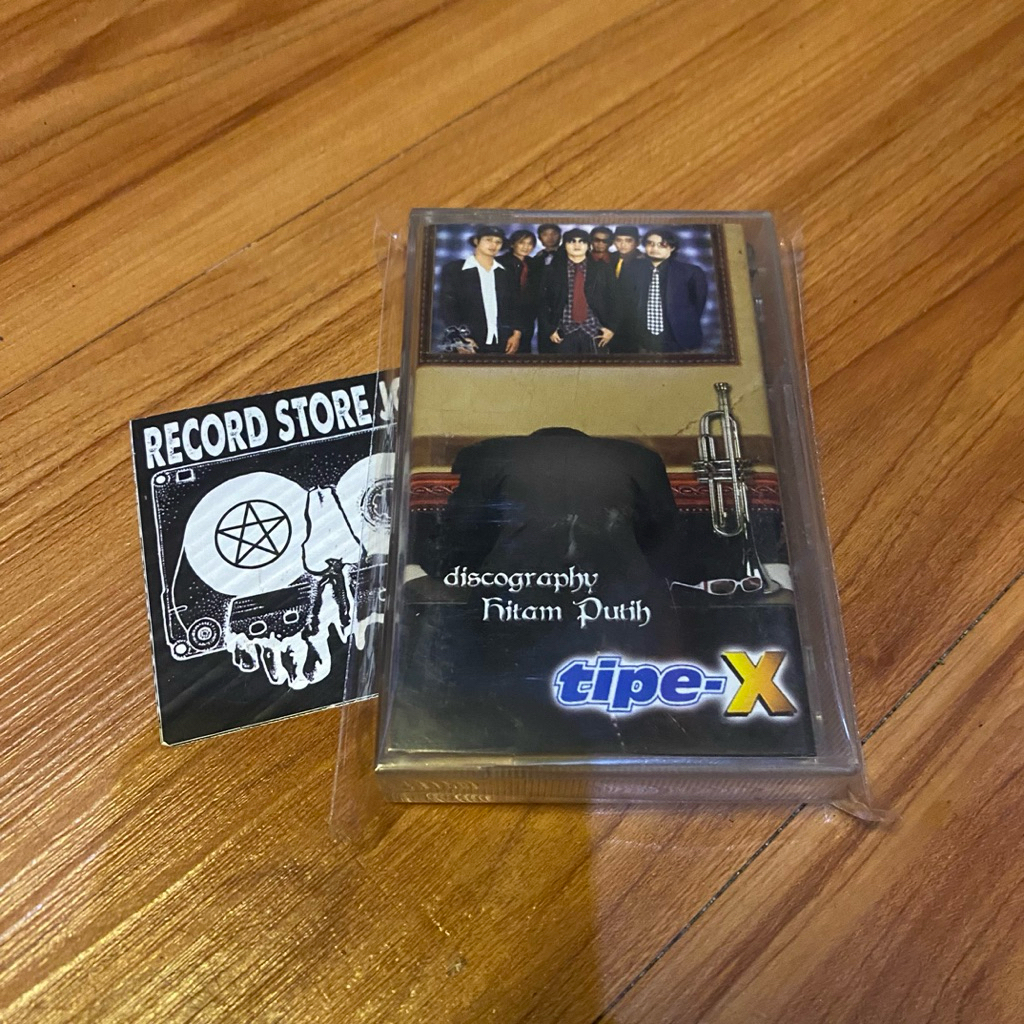 RECORD STORE
discography
Hitam Putih
tipe-X